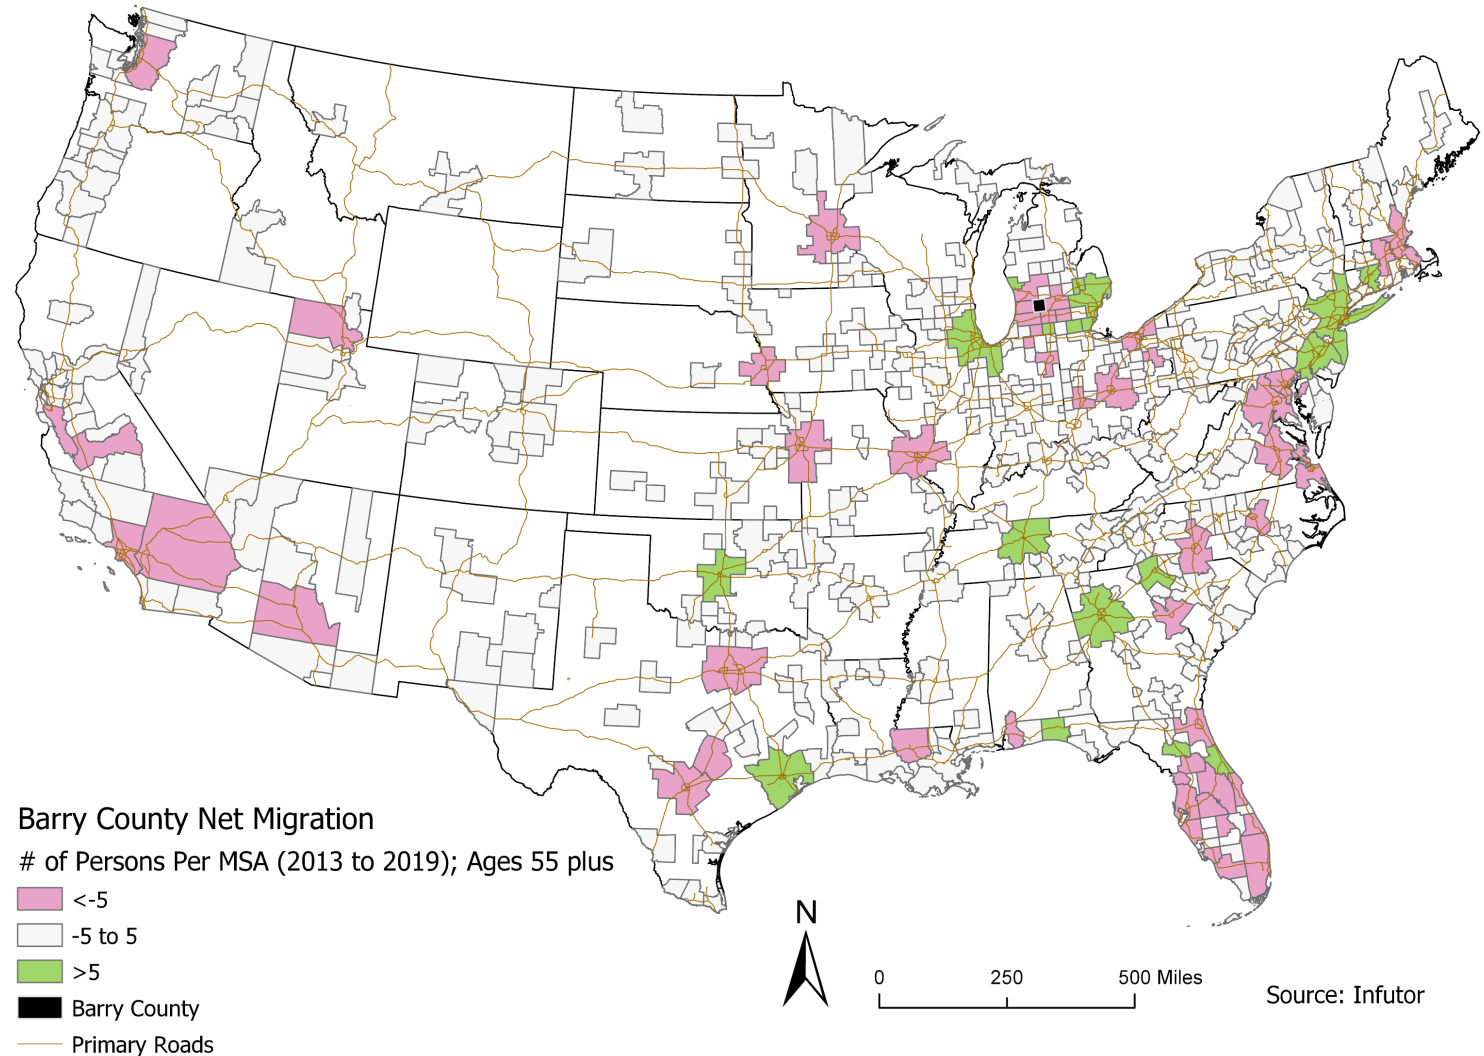 Barry County Net Migration
# of Persons Per MSA (2013 to 2019); Ages 55 plus
<-5
-5 to 5
>5
Barry County
Primary Roads
N
0 250 500 Miles
Source: Infutor